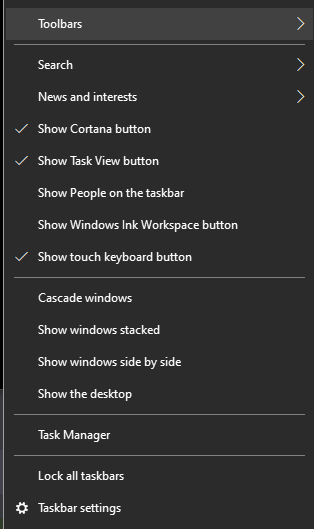 Toolbars
Search
News and interests
Show Cortana button
Show Task View button
Show People on the taskbar
Show Windows Ink Workspace button
Show touch keyboard button
Cascade windows
Show windows stacked
Show windows side by side
Show the desktop
Task Manager
Lock all taskbars
Taskbar settings